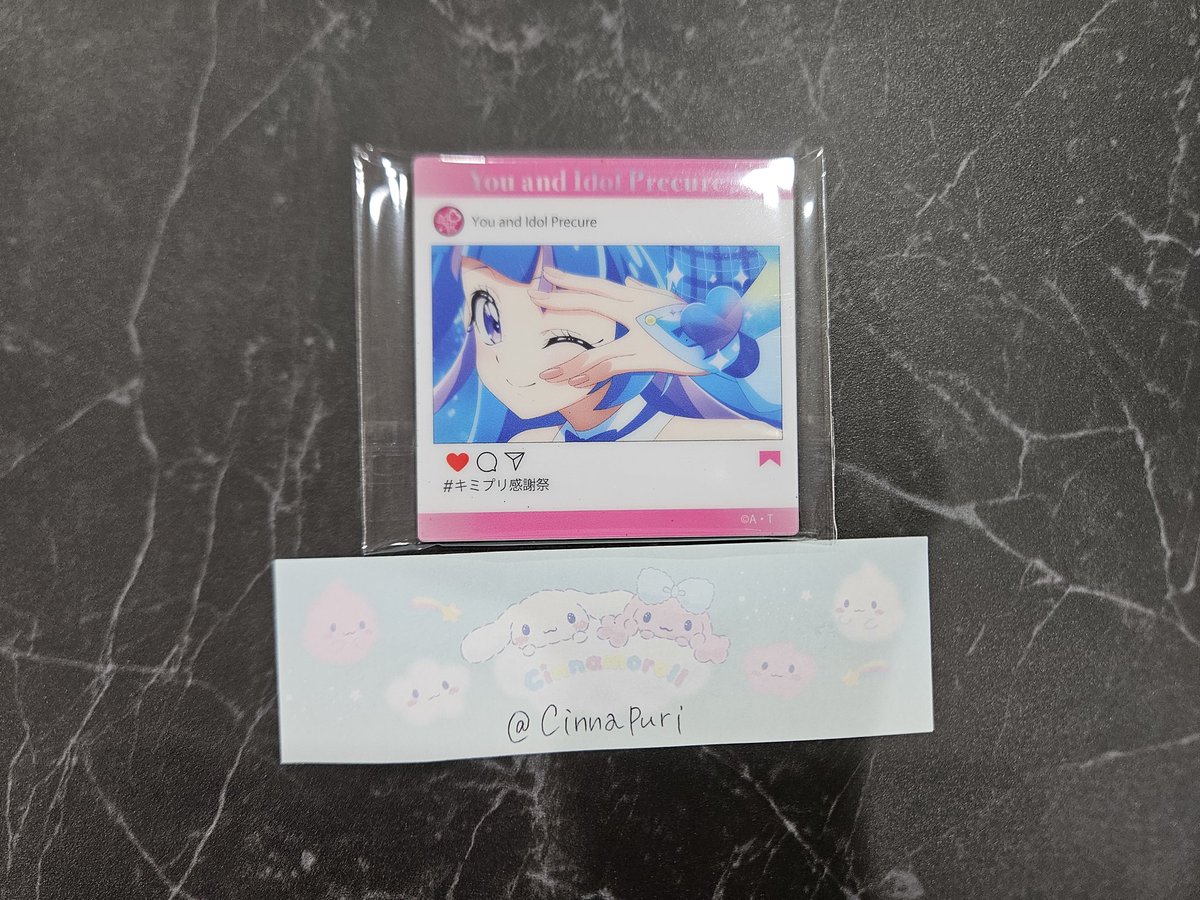 You and Idol Precure
You and Idol Precure
#キミプリ感謝祭
©A・T
Cinnamoroll
@Cinnapuri